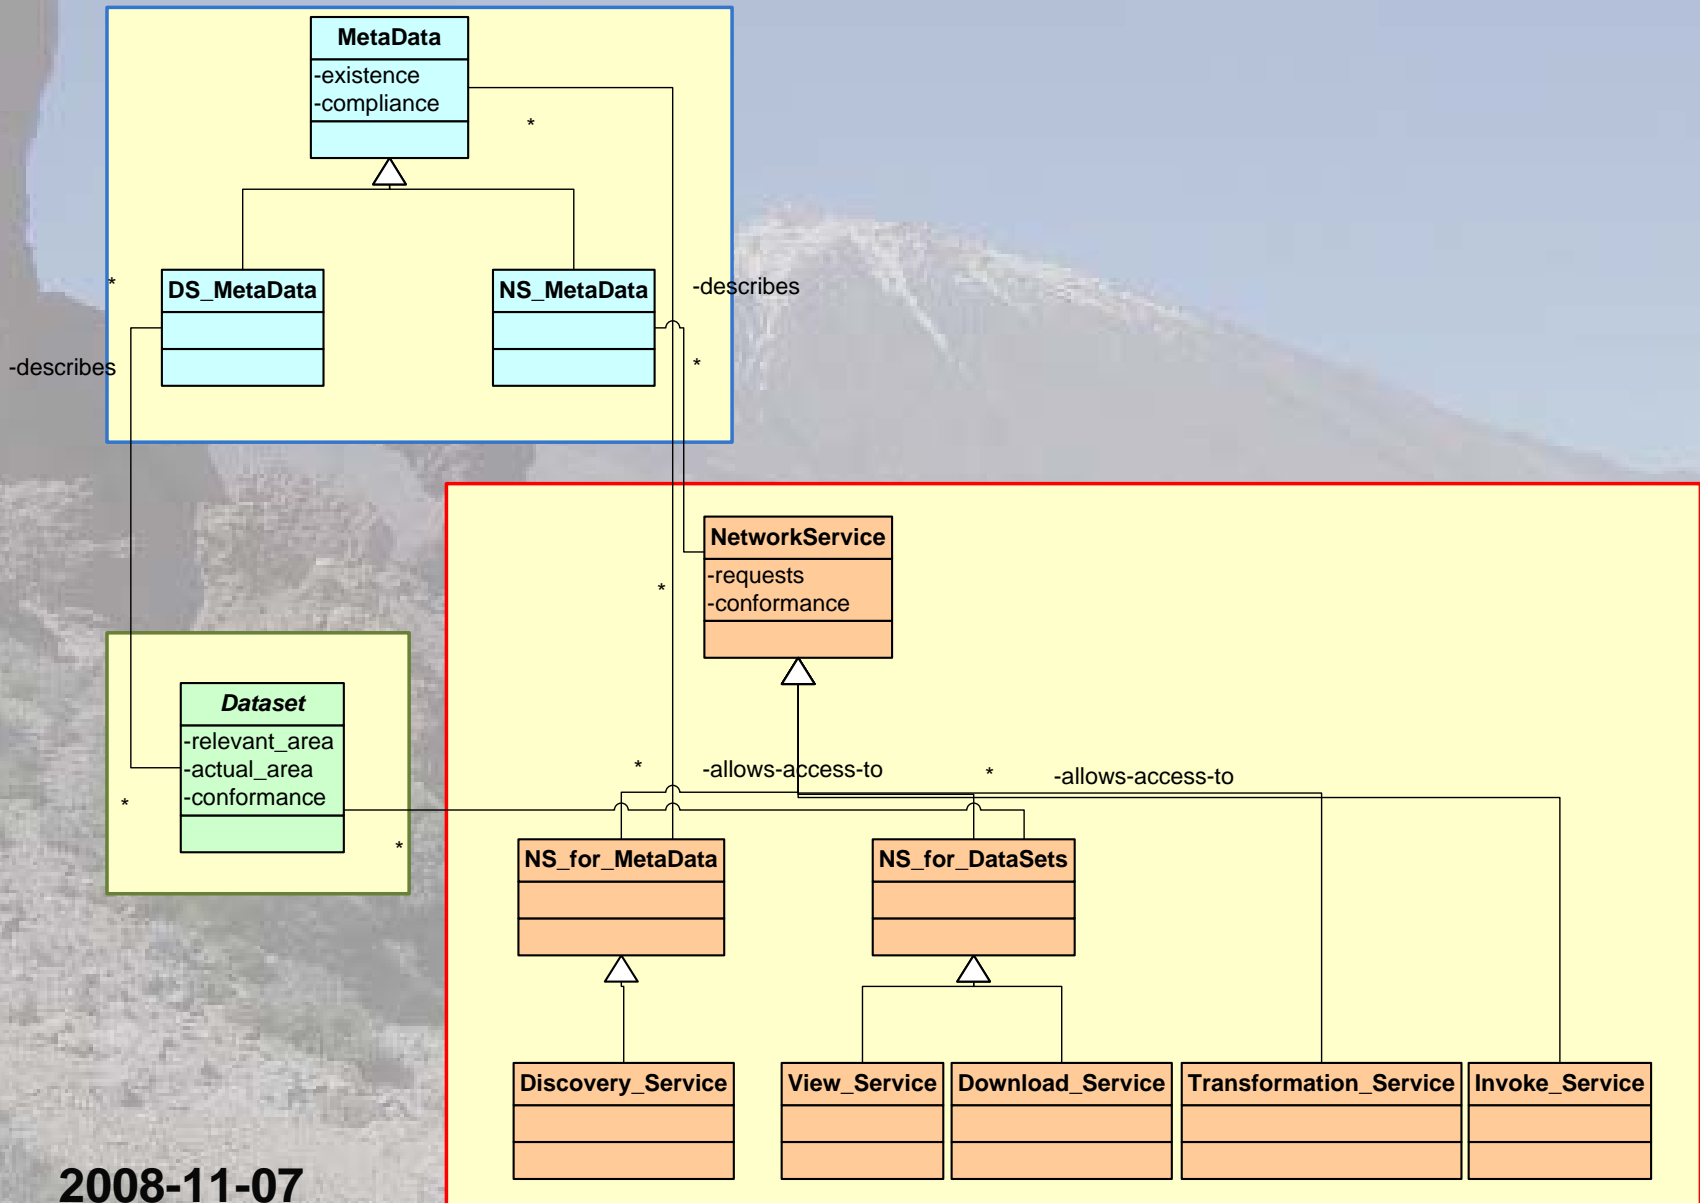 MetaData
-existence
-compliance
*
*
DS_MetaData
NS_MetaData
-describes
-describes
*
NetworkService
-requests
-conformance
*
Dataset
-relevant_area
-actual_area
-conformance
*
*
*
-allows-access-to
*
-allows-access-to
NS_for_MetaData
NS_for_DataSets
Discovery_Service
View_Service
Download_Service
Transformation_Service
Invoke_Service
2008-11-07